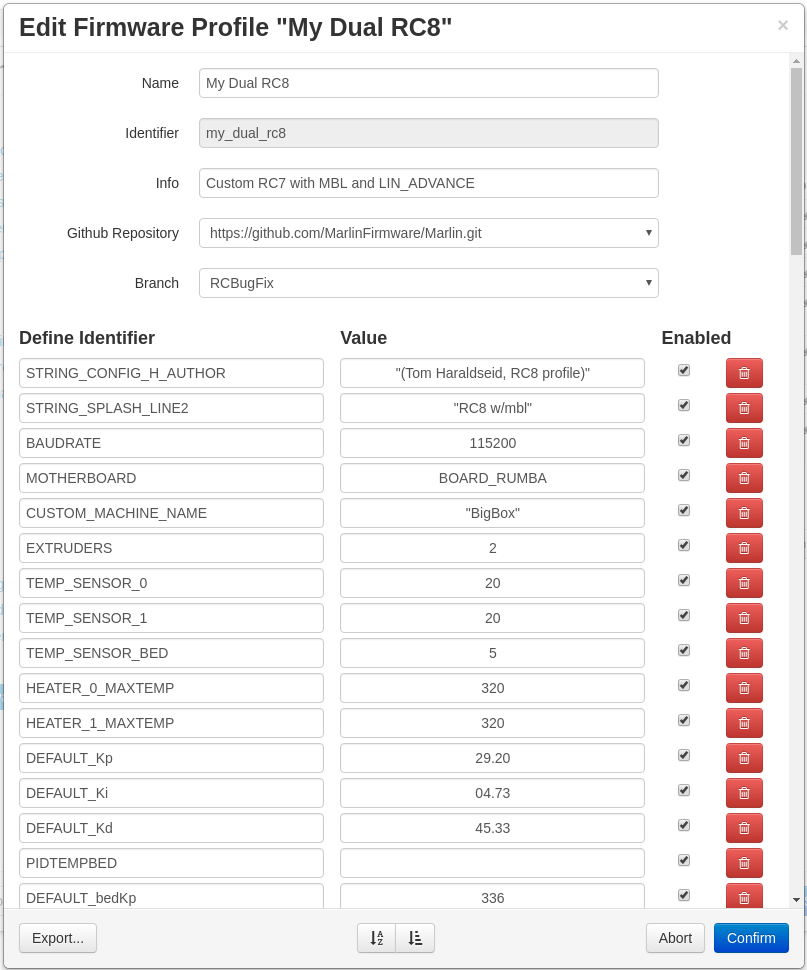 Edit Firmware Profile "My Dual RC8"
×
Name
My Dual RC8
Identifier
my_dual_rc8
Info
Custom RC7 with MBL and LIN_ADVANCE
Github Repository
https://github.com/MarlinFirmware/Marlin.git
Branch
RCBugFix
Define Identifier Value Enabled
STRING_CONFIG_H_AUTHOR "(Tom Haraldseid, RC8 profile)"
STRING_SPLASH_LINE2 "RC8 w/mbl"
BAUDRATE 115200
MOTHERBOARD BOARD_RUMBA
CUSTOM_MACHINE_NAME "BigBox"
EXTRUDERS 2
TEMP_SENSOR_0 20
TEMP_SENSOR_1 20
TEMP_SENSOR_BED 5
HEATER_0_MAXTEMP 320
HEATER_1_MAXTEMP 320
DEFAULT_Kp 29.20
DEFAULT_Ki 04.73
DEFAULT_Kd 45.33
PIDTEMPBED
DEFAULT_bedKp 336
Export... Abort Confirm